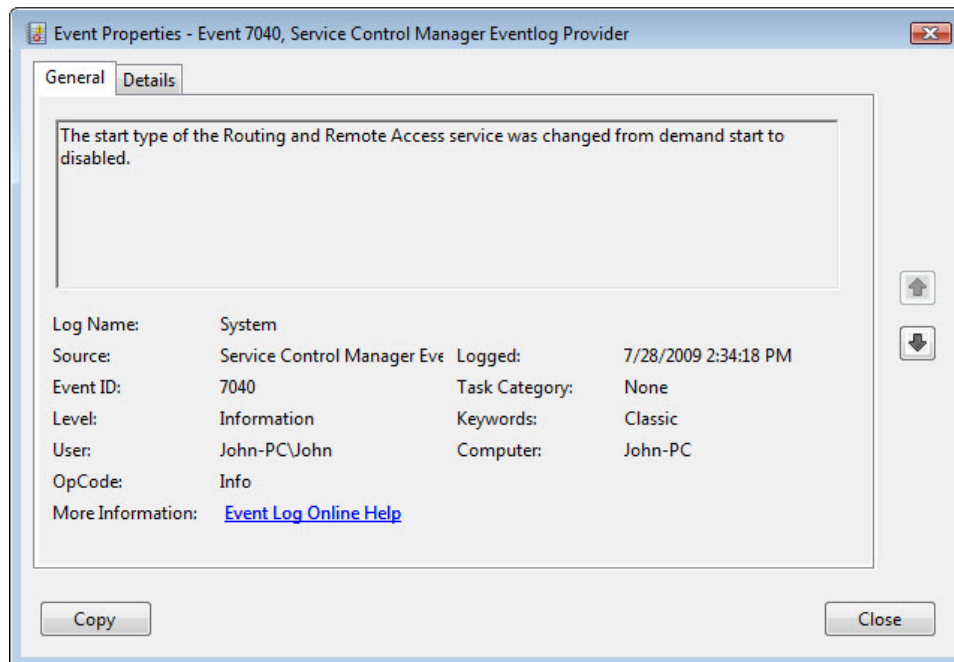 Event Properties - Event 7040, Service Control Manager Eventlog Provider
General Details
The start type of the Routing and Remote Access service was changed from demand start to
disabled.
Log Name: System
Source: Service Control Manager Eve Logged: 7/28/2009 2:34:18 PM
Event ID: 7040 Task Category: None
Level: Information Keywords: Classic
User: John-PC\John Computer: John-PC
OpCode: Info
More Information: Event Log Online Help
Copy Close